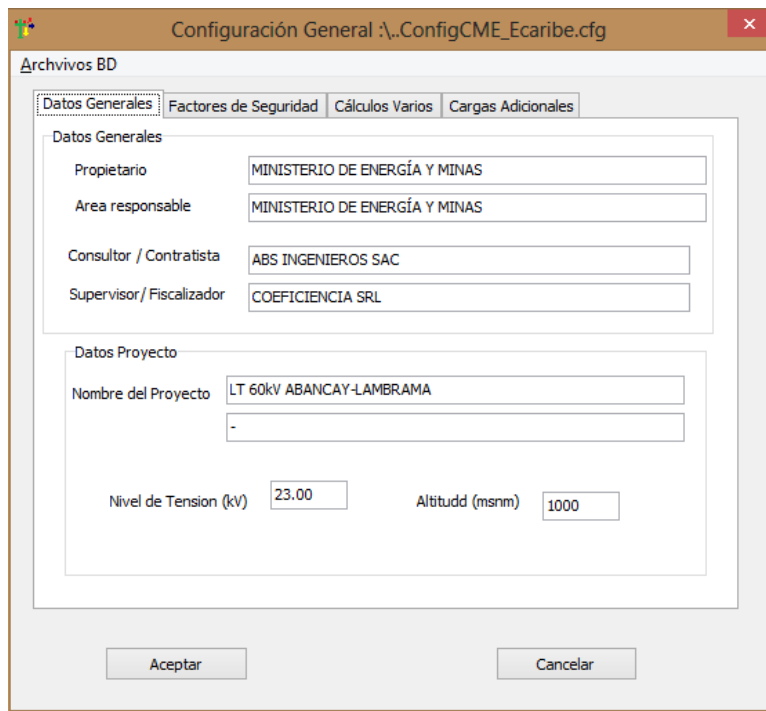 Configuración General :\..ConfigCME_Ecaribe.cfg
Archvivos BD
Datos Generales Factores de Seguridad Cálculos Varios Cargas Adicionales
Datos Generales
Propietario MINISTERIO DE ENERGÍA Y MINAS
Area responsable MINISTERIO DE ENERGÍA Y MINAS
Consultor / Contratista ABS INGENIEROS SAC
Supervisor/ Fiscalizador COEFICIENCIA SRL
Datos Proyecto
Nombre del Proyecto LT 60kV ABANCAY-LAMBRAMA
-
Nivel de Tension (kV) 23.00 Altitudd (msnm) 1000
Aceptar Cancelar